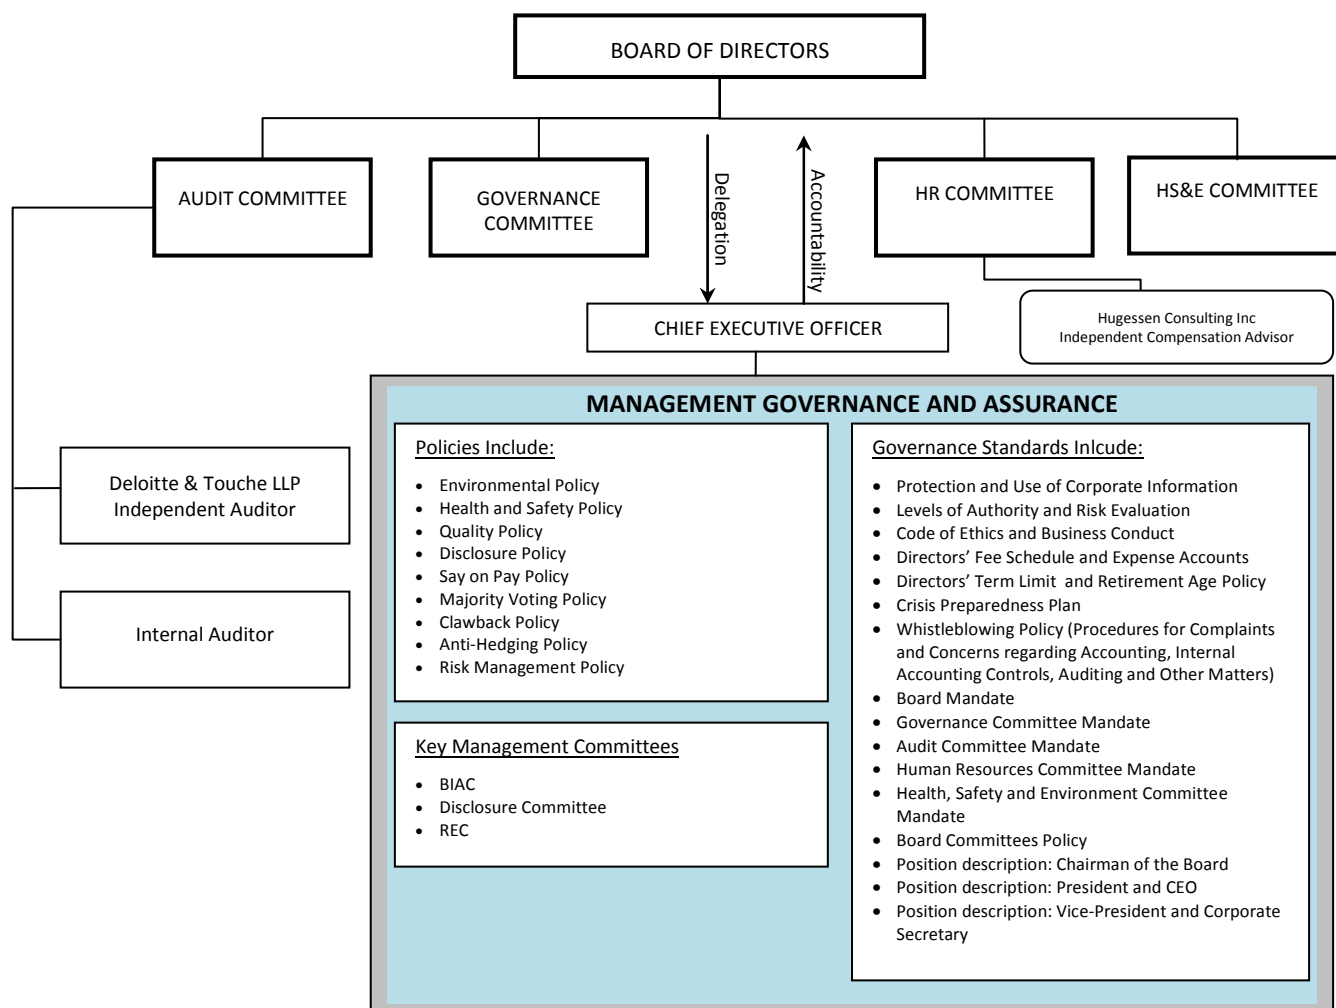 BOARD OF DIRECTORS
AUDIT COMMITTEE
GOVERNANCE
COMMITTEE
Delegation
Accountability
HR COMMITTEE
HS&E COMMITTEE
CHIEF EXECUTIVE OFFICER
Hugessen Consulting Inc
Independent Compensation Advisor
Deloitte & Touche LLP
Independent Auditor
Internal Auditor
MANAGEMENT GOVERNANCE AND ASSURANCE
Policies Include:
• Environmental Policy
• Health and Safety Policy
• Quality Policy
• Disclosure Policy
• Say on Pay Policy
• Majority Voting Policy
• Clawback Policy
• Anti-Hedging Policy
• Risk Management Policy
Key Management Committees
• BIAC
• Disclosure Committee
• REC
Governance Standards Inlcude:
• Protection and Use of Corporate Information
• Levels of Authority and Risk Evaluation
• Code of Ethics and Business Conduct
• Directors’ Fee Schedule and Expense Accounts
• Directors’ Term Limit and Retirement Age Policy
• Crisis Preparedness Plan
• Whistleblowing Policy (Procedures for Complaints
and Concerns regarding Accounting, Internal
Accounting Controls, Auditing and Other Matters)
• Board Mandate
• Governance Committee Mandate
• Audit Committee Mandate
• Human Resources Committee Mandate
• Health, Safety and Environment Committee
Mandate
• Board Committees Policy
• Position description: Chairman of the Board
• Position description: President and CEO
• Position description: Vice-President and Corporate
Secretary